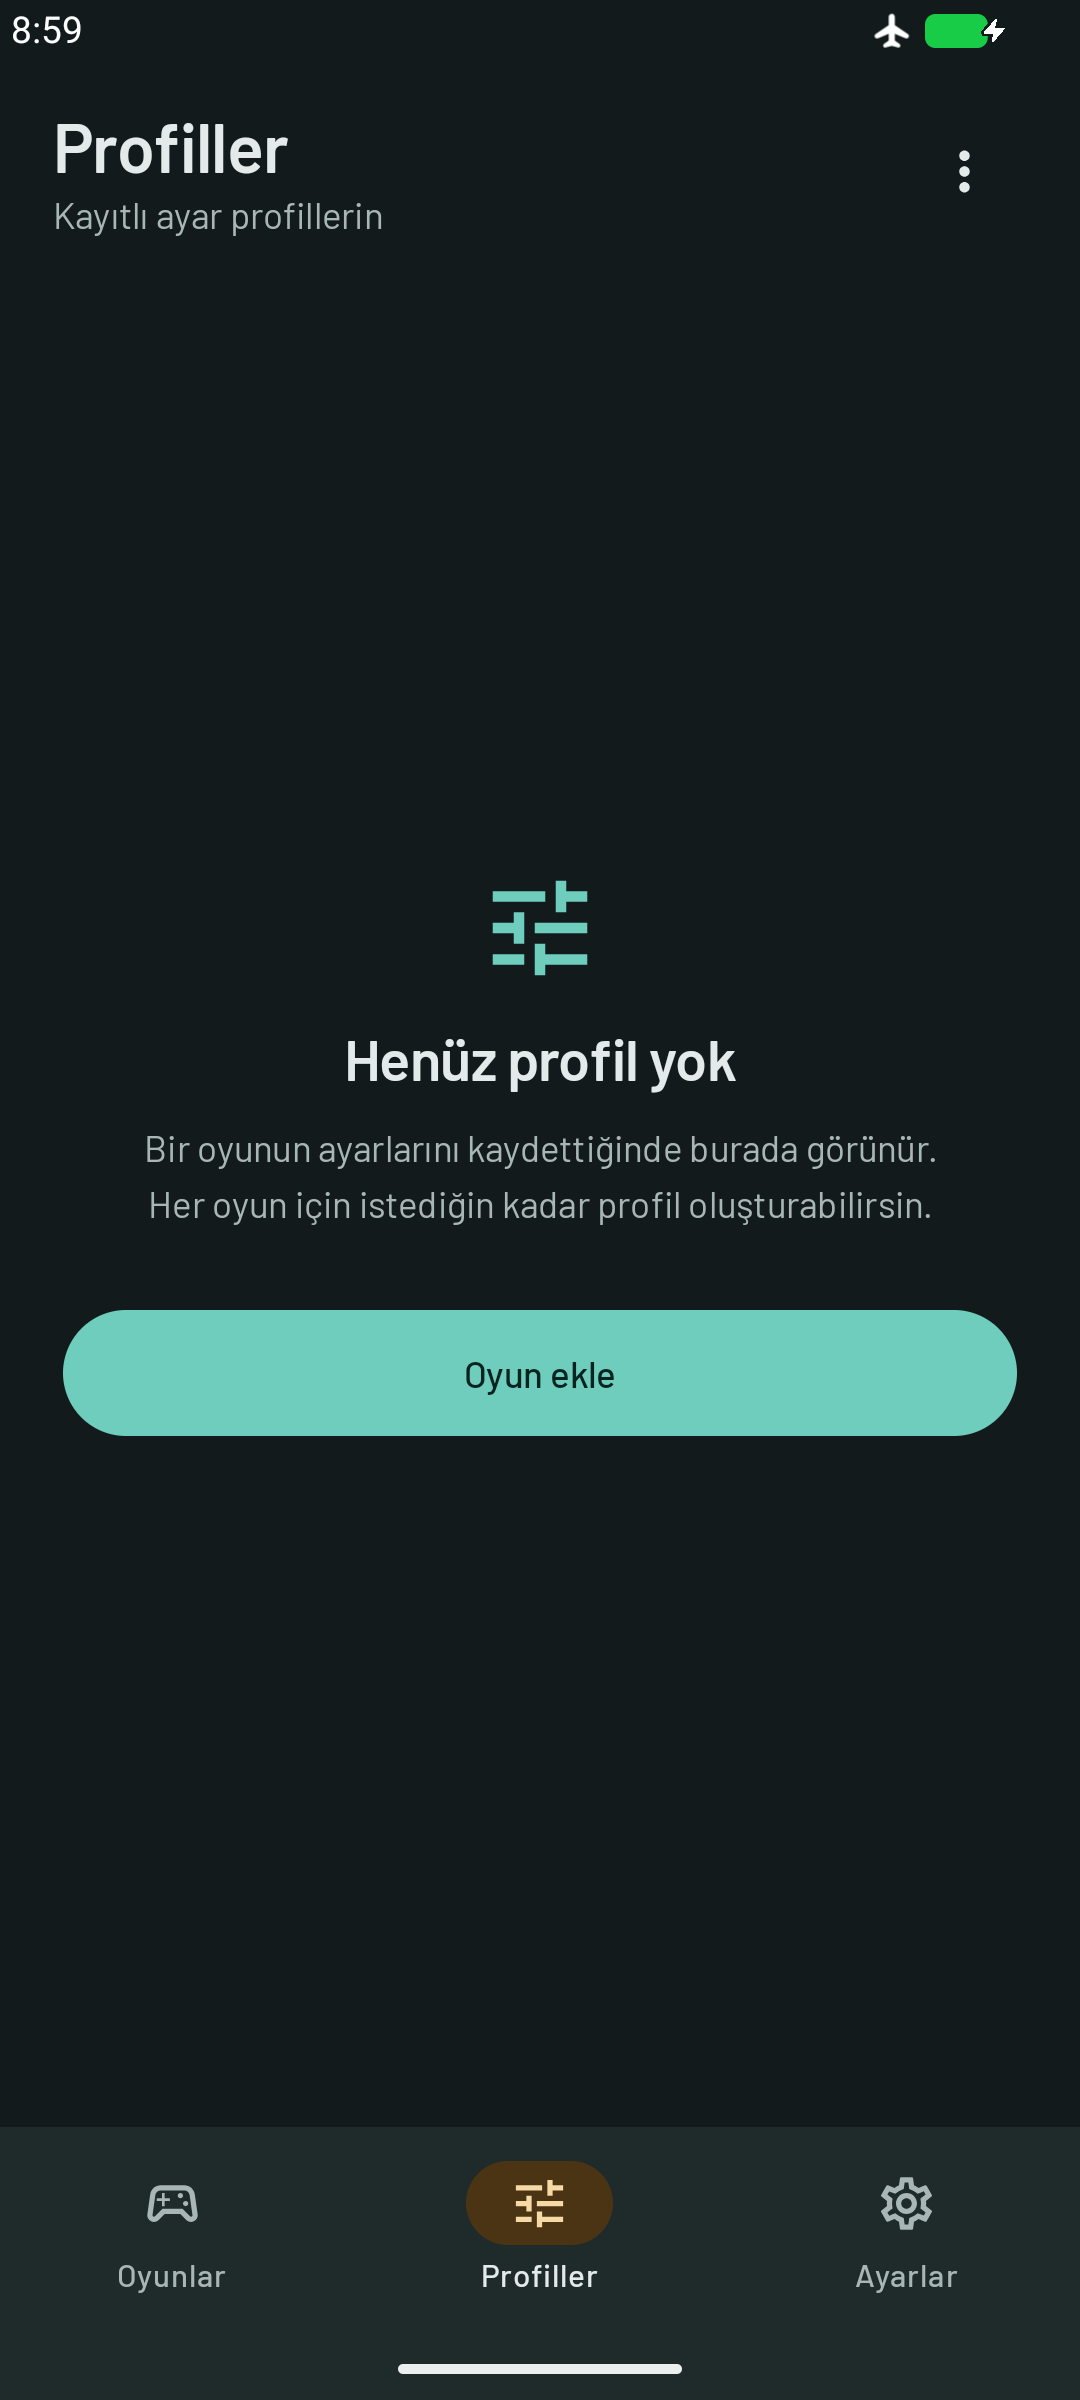 8:59
Profiller
Kayıtlı ayar profillerin
Henüz profil yok
Bir oyunun ayarlarını kaydettiğinde burada görünür.
Her oyun için istediğin kadar profil oluşturabilirsin.
Oyun ekle
Oyunlar
Profiller
Ayarlar